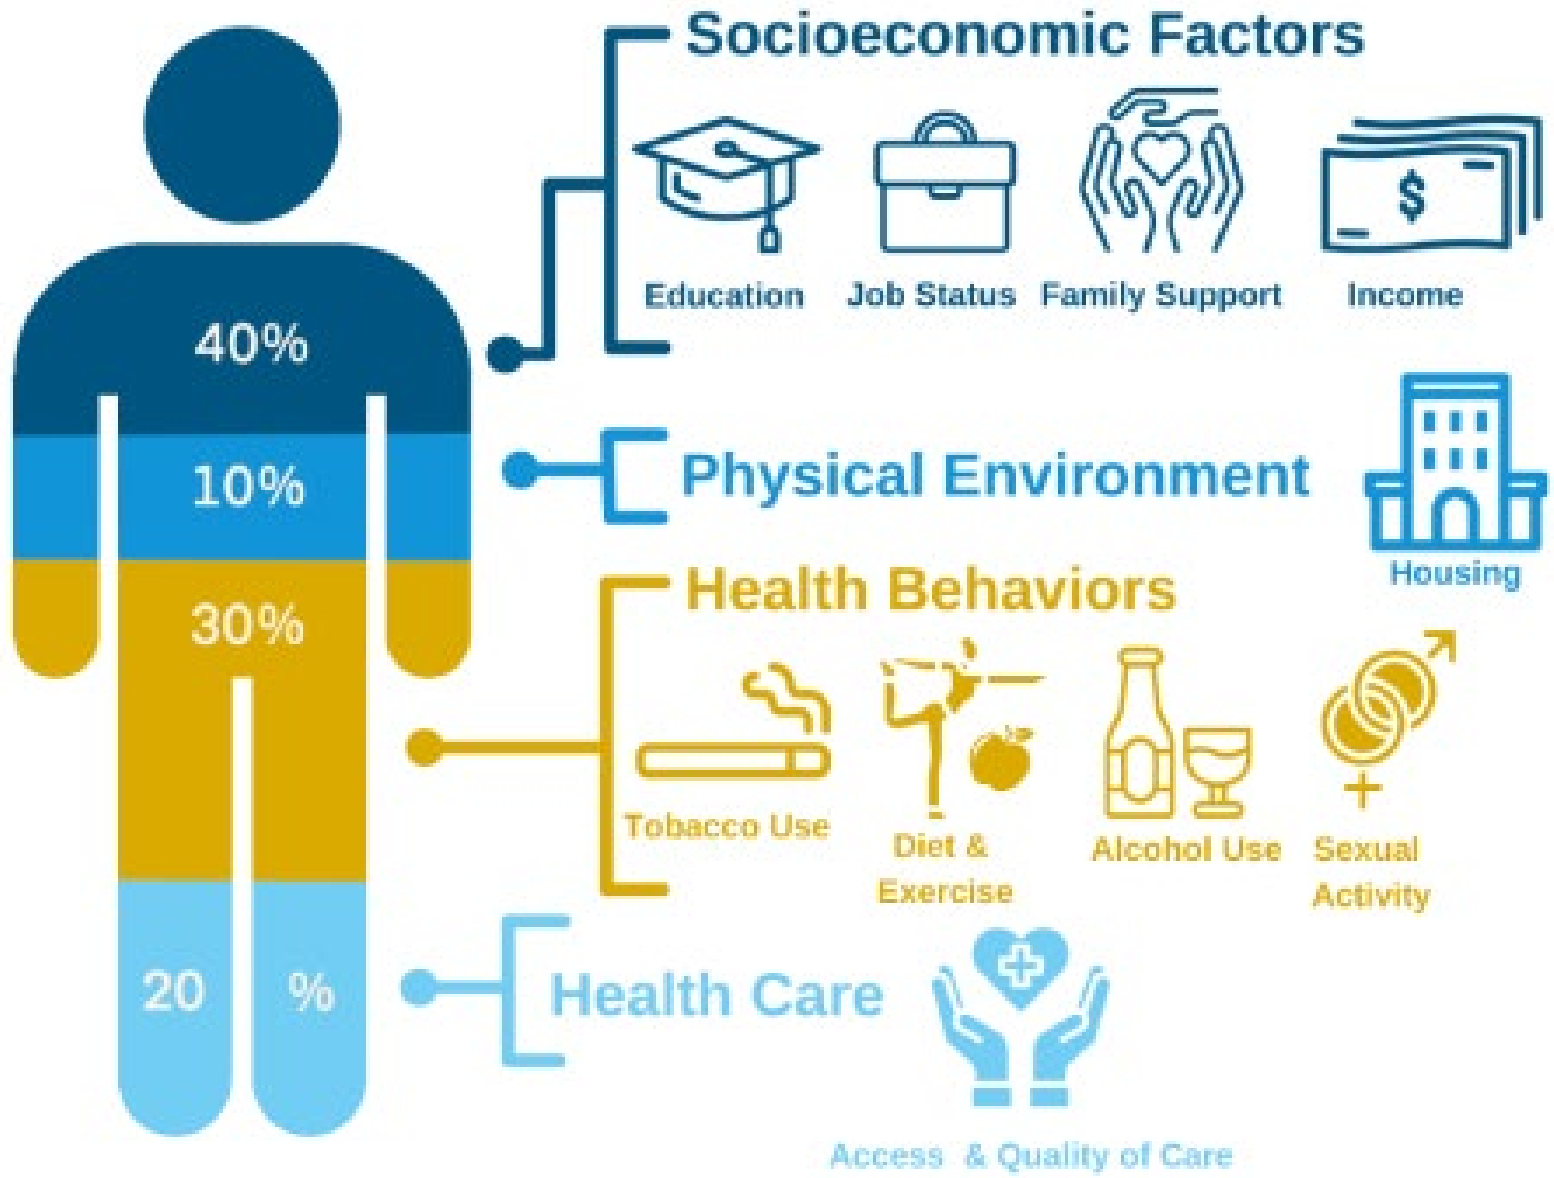 Socioeconomic Factors
Education
Job Status
Family Support
$
Income
40%
Physical Environment
10%
Housing
Health Behaviors
30%
Tobacco Use
Diet &
Exercise
Alcohol Use
Sexual
Activity
Health Care
20 %
Access & Quality of Care